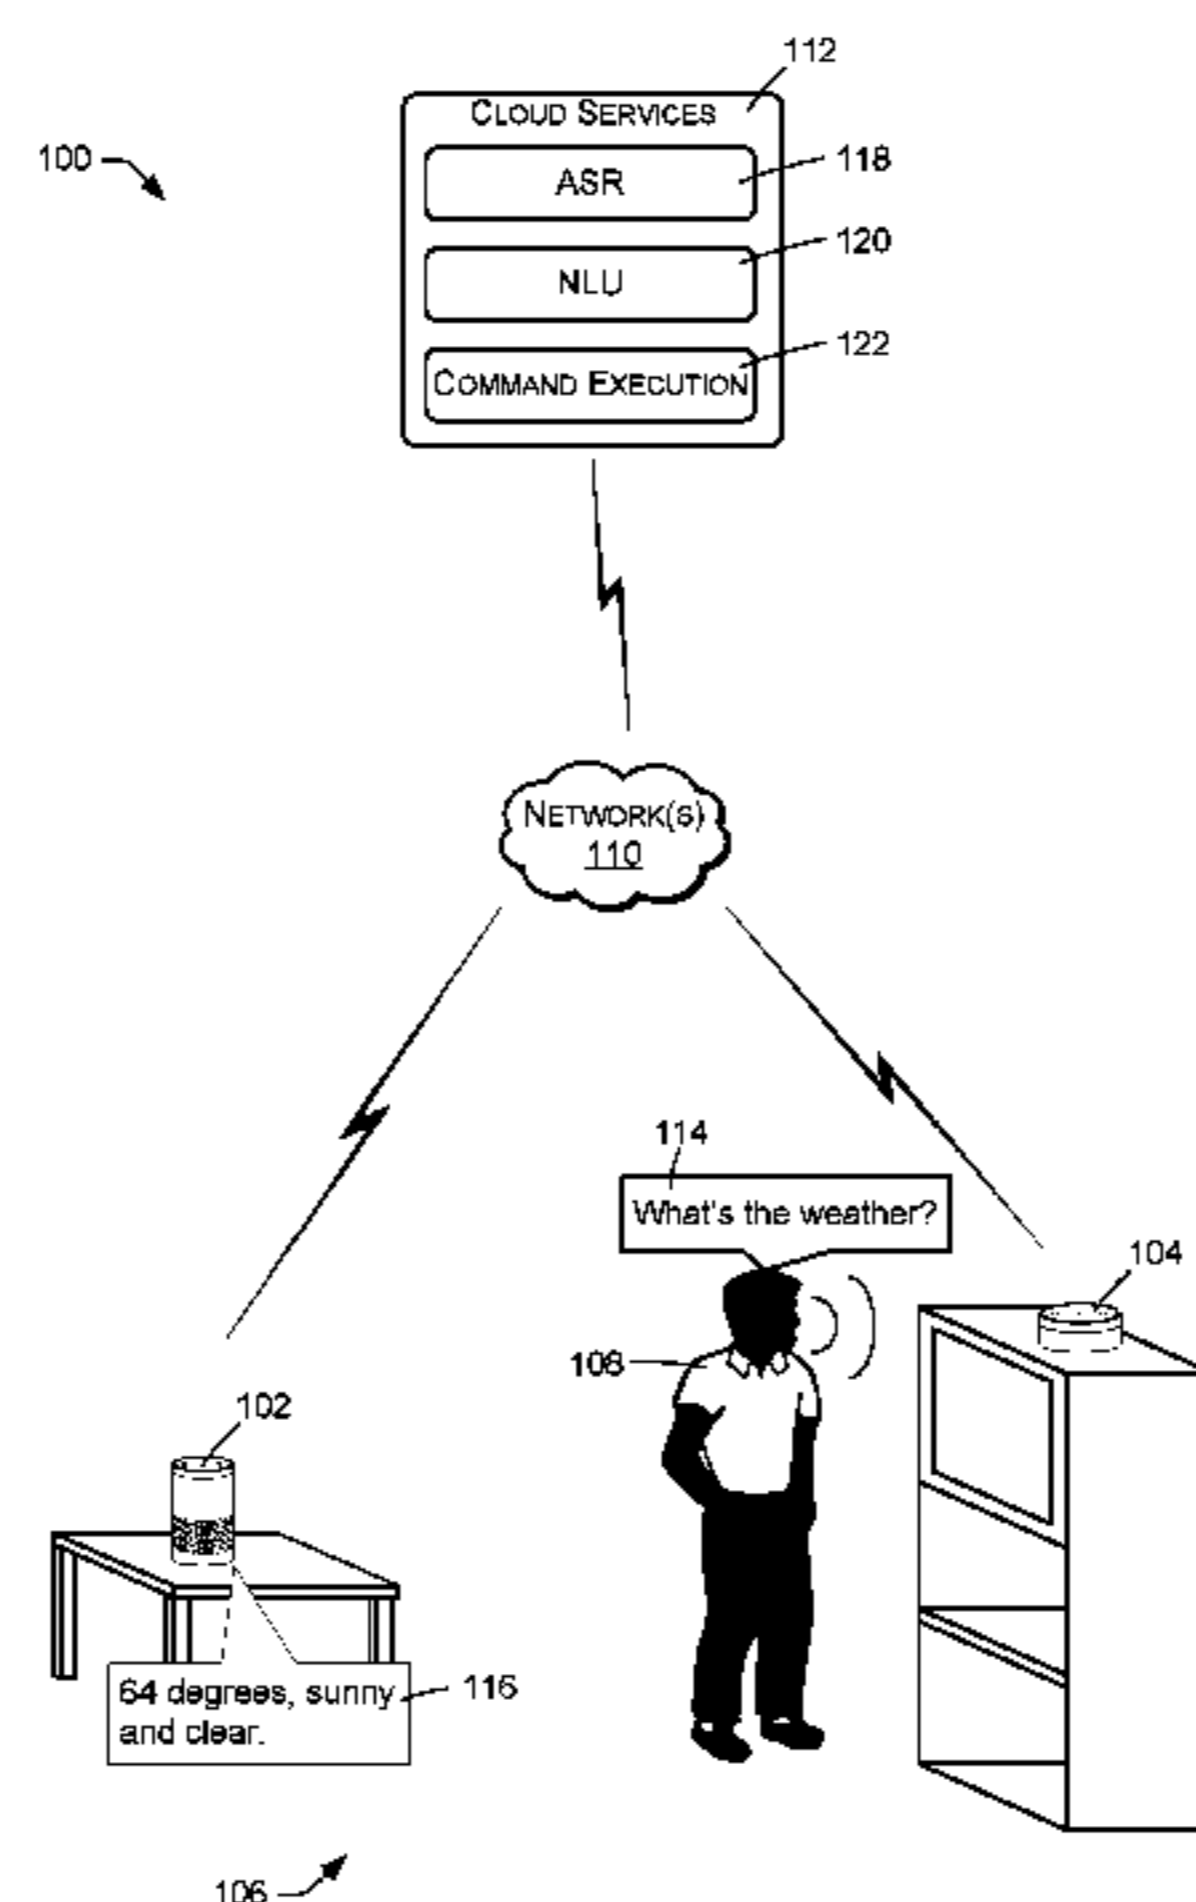 112
CLOUD SERVICES
100
ASR
118
NLU
120
COMMAND EXECUTION
122
NETWORK(S)
110
114
What's the weather?
104
108
102
64 degrees, sunny
and clear.
116
106